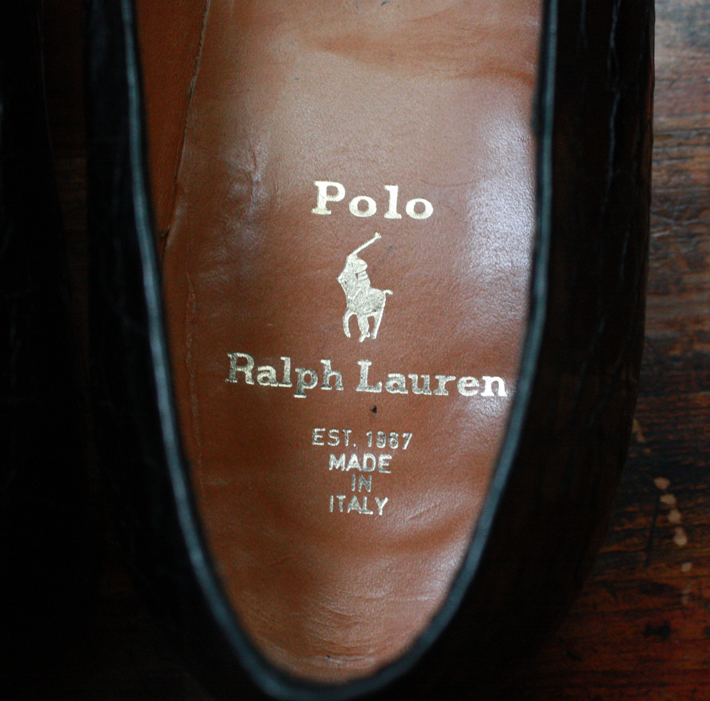 Polo
Ralph Lauren
EST. 1967
MADE
IN
ITALY